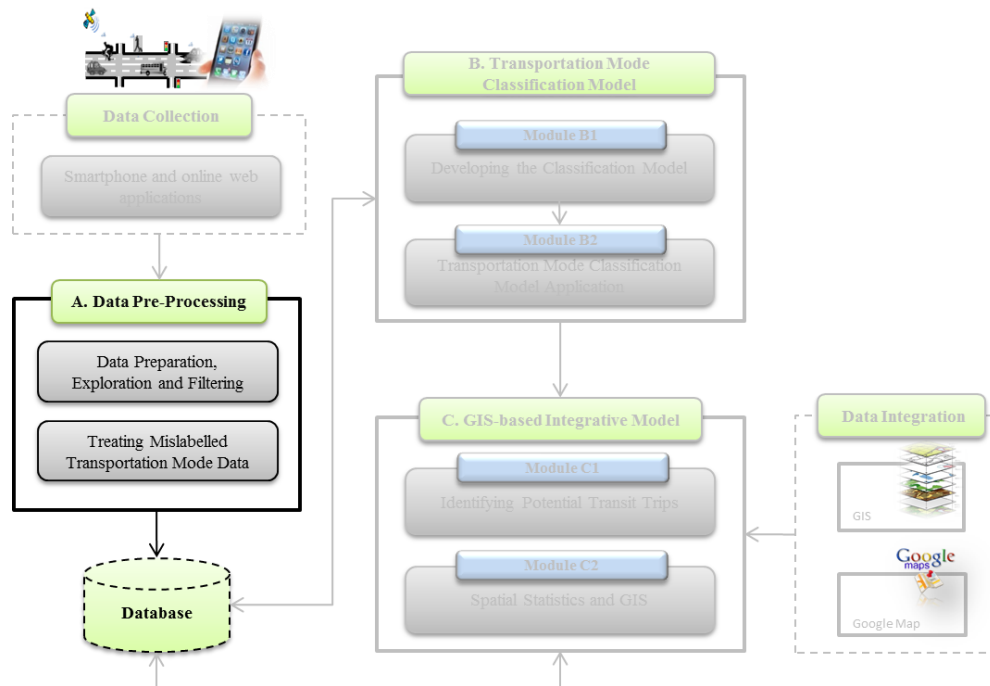 Data Collection
Smartphone and online web
applications
A. Data Pre-Processing
Data Preparation,
Exploration and Filtering
Treating Mislabelled
Transportation Mode Data
Database
B. Transportation Mode
Classification Model
Module B1
Developing the Classification Model
Module B2
Transportation Mode Classification
Model Application
C. GIS-based Integrative Model
Module C1
Identifying Potential Transit Trips
Module C2
Spatial Statistics and GIS
Data Integration
GIS
Google
maps
Google Map